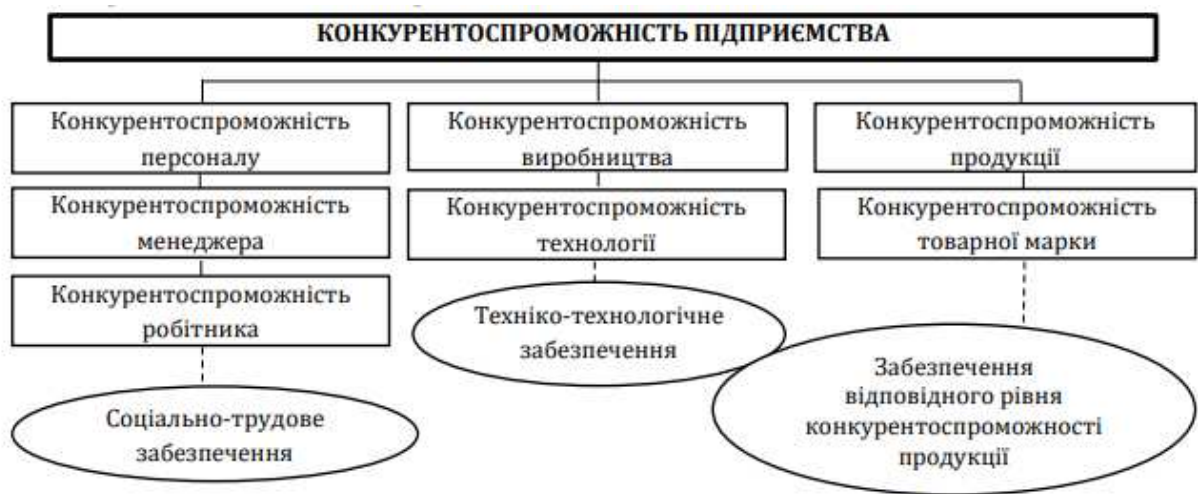 КОНКУРЕНТОСПРОМОЖНІСТЬ ПІДПРИЄМСТВА
Конкурентоспроможність
персоналу
Конкурентоспроможність
менеджера
Конкурентоспроможність
робітника
Соціально-трудове
забезпечення
Конкурентоспроможність
виробництва
Конкурентоспроможність
технології
Техніко-технологічне
забезпечення
Конкурентоспроможність
продукції
Конкурентоспроможність
товарної марки
Забезпечення
відповідного рівня
конкурентоспроможності
продукції